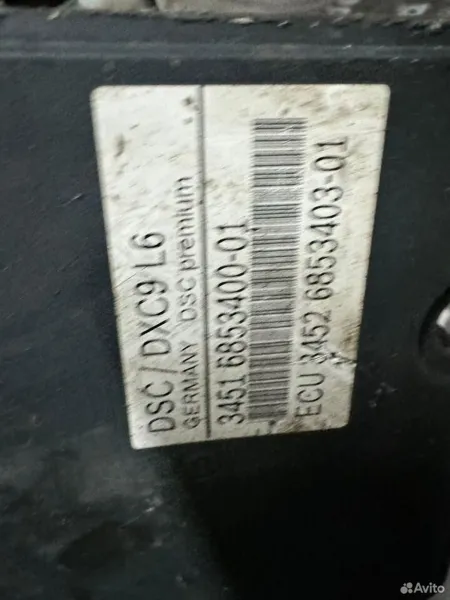 DSC / DXC9 L6
GERMANY DSC premium
3451 6853400-01
ECU 3452 6853403-01
Avito